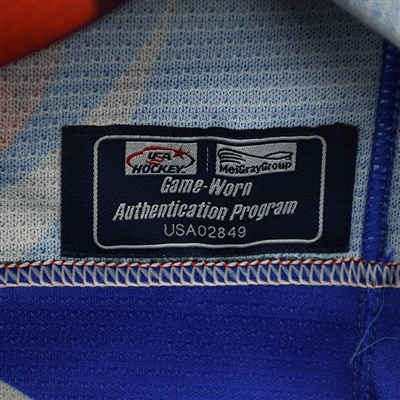 USA HOCKEY MeiGrayGroup
Game-Worn
Authentication Program
USA02849